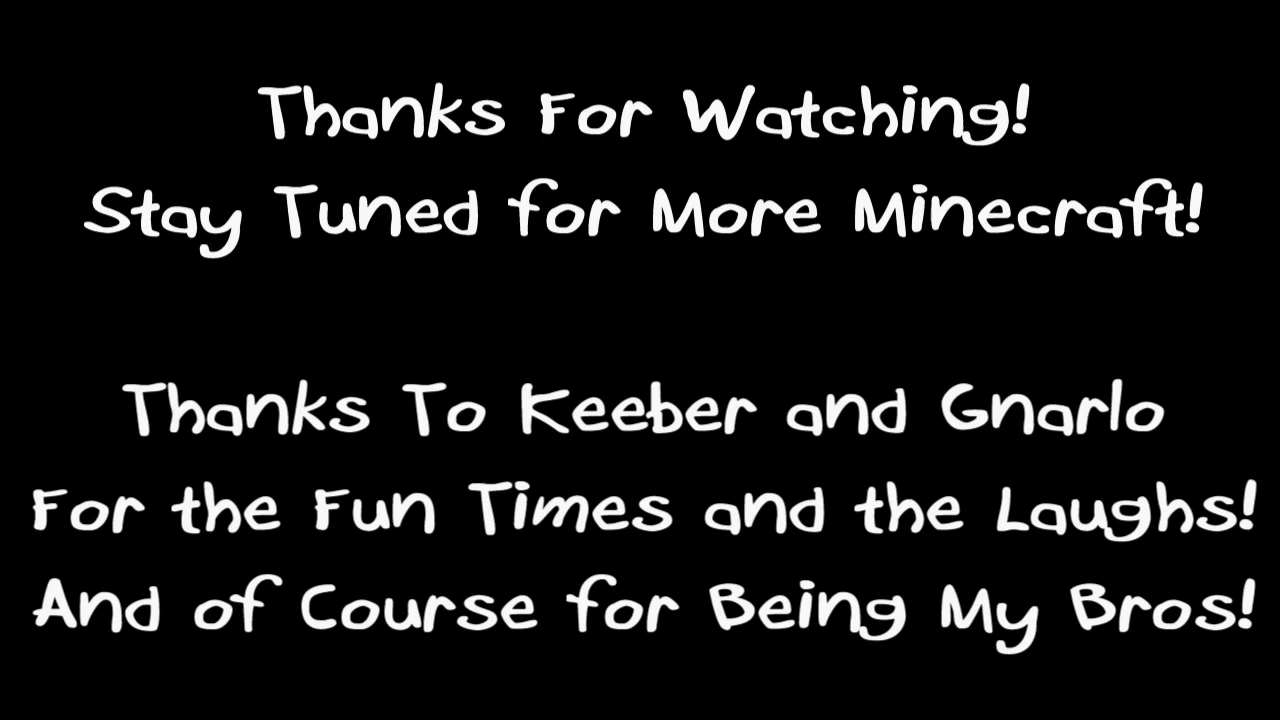 Thanks For Watching!
Stay Tuned for More Minecraft!
Thanks To Keeber and Gnarlo
For the Fun Times and the Laughs!
And of Course for Being My Bros!